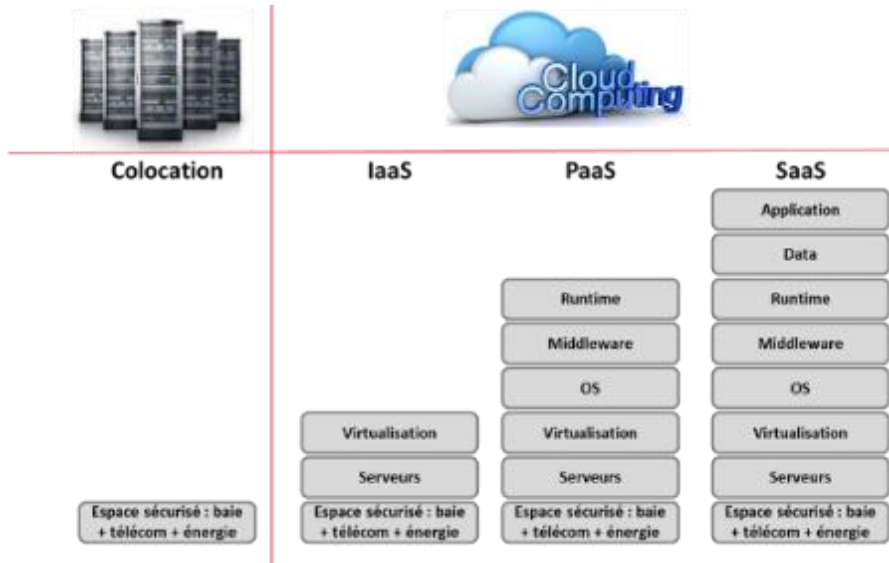 Cloud
Computing
Colocation
IaaS
PaaS
SaaS
Application
Data
Runtime
Runtime
Middleware
Middleware
OS
OS
Virtualisation
Virtualisation
Virtualisation
Serveurs
Serveurs
Serveurs
Espace sécurisé : baie
+ télécom + énergie
Espace sécurisé : baie
+ télécom + énergie
Espace sécurisé : baie
+ télécom + énergie
Espace sécurisé : baie
+ télécom + énergie